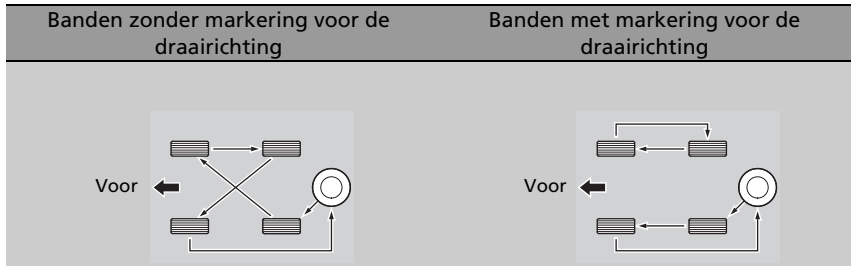 Banden zonder markering voor de
draairichting
Banden met markering voor de
draairichting
Voor
Voor